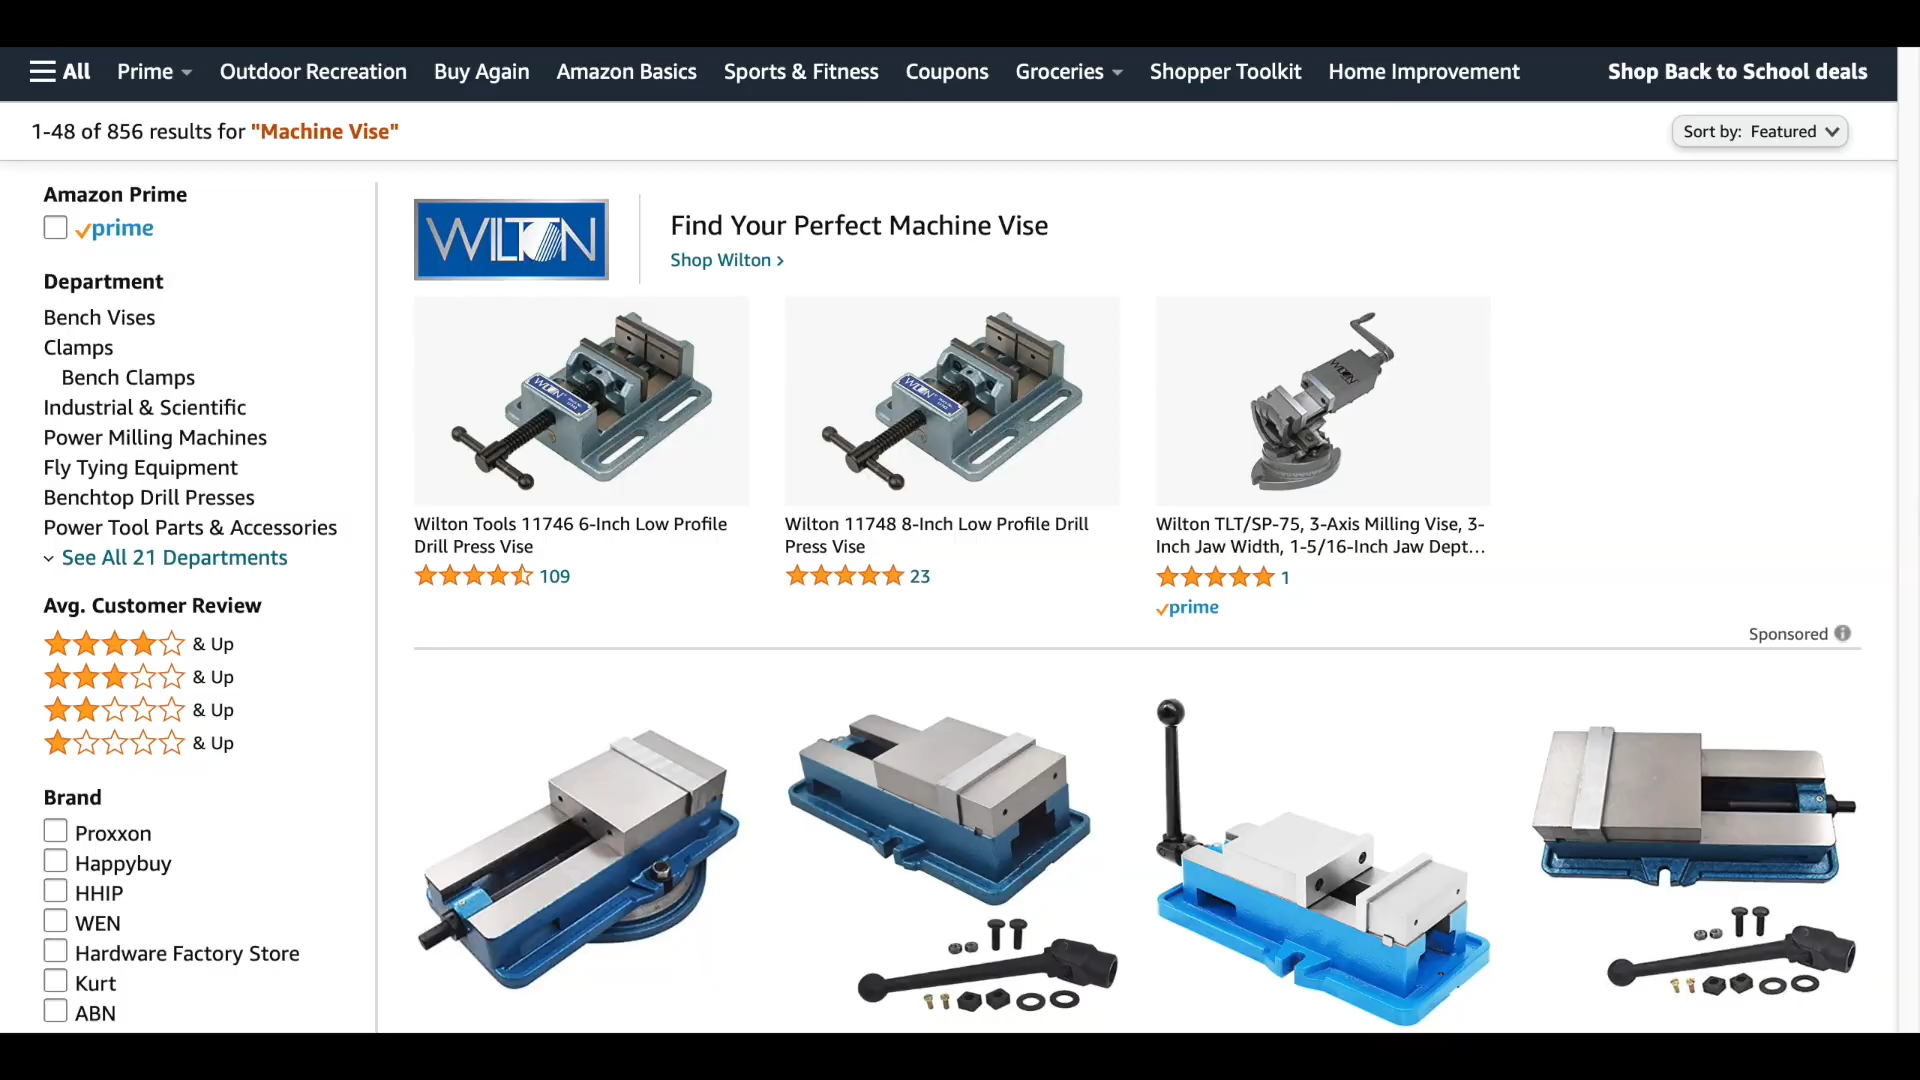 All Prime Outdoor Recreation Buy Again Amazon Basics Sports & Fitness Coupons Groceries Shopper Toolkit Home Improvement Shop Back to School deals
1-48 of 856 results for "Machine Vise"
Sort by: Featured
Amazon Prime
prime
Department
Bench Vises
Clamps
Bench Clamps
Industrial & Scientific
Power Milling Machines
Fly Tying Equipment
Benchtop Drill Presses
Power Tool Parts & Accessories
See All 21 Departments
Avg. Customer Review
& Up
& Up
& Up
& Up
Brand
Proxxon
Happybuy
HHIP
WEN
Hardware Factory Store
Kurt
ABN
WILTON
Find Your Perfect Machine Vise
Shop Wilton ›
WILTON
WILTON
WILTON
Wilton Tools 11746 6-Inch Low Profile
Drill Press Vise
109
Wilton 11748 8-Inch Low Profile Drill
Press Vise
23
Wilton TLT/SP-75, 3-Axis Milling Vise, 3-
Inch Jaw Width, 1-5/16-Inch Jaw Dept…
1
prime
Sponsored